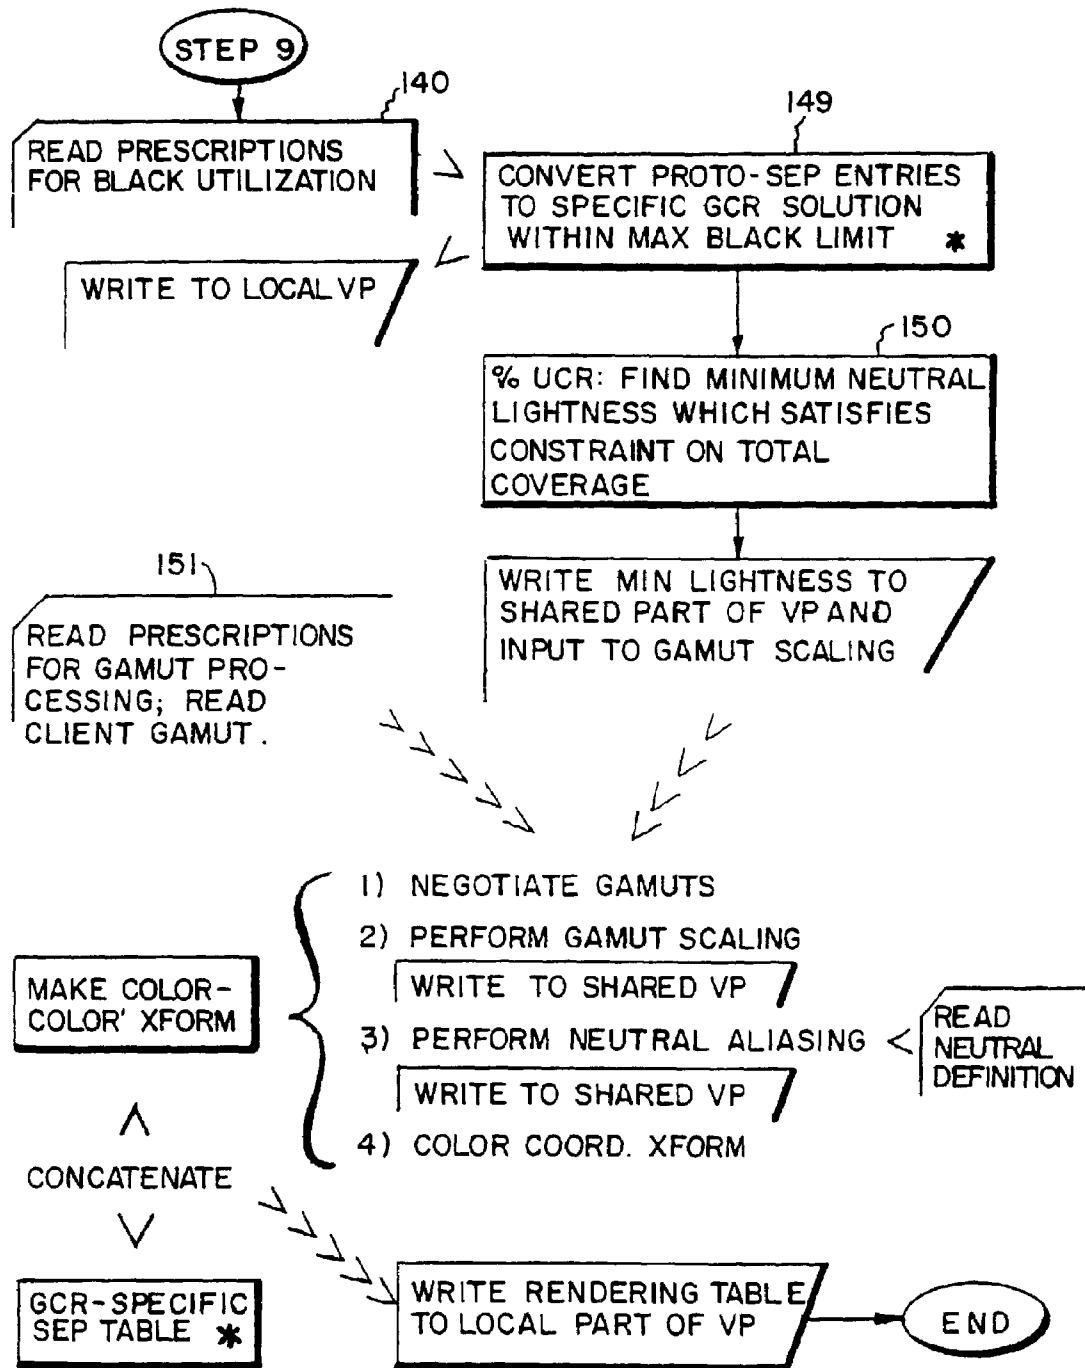 STEP 9
140
READ PRESCRIPTIONS
FOR BLACK UTILIZATION
149
CONVERT PROTO-SEP ENTRIES
TO SPECIFIC GCR SOLUTION
WITHIN MAX BLACK LIMIT *
WRITE TO LOCAL VP
150
% UCR: FIND MINIMUM NEUTRAL
LIGHTNESS WHICH SATISFIES
CONSTRAINT ON TOTAL
COVERAGE
WRITE MIN LIGHTNESS TO
SHARED PART OF VP AND
INPUT TO GAMUT SCALING
151
READ PRESCRIPTIONS
FOR GAMUT PRO-
CESSING; READ
CLIENT GAMUT.
1) NEGOTIATE GAMUTS
2) PERFORM GAMUT SCALING
WRITE TO SHARED VP
3) PERFORM NEUTRAL ALIASING
WRITE TO SHARED VP
4) COLOR COORD. XFORM
READ
NEUTRAL
DEFINITION
MAKE COLOR-
COLOR' XFORM
CONCATENATE
GCR-SPECIFIC
SEP TABLE *
WRITE RENDERING TABLE
TO LOCAL PART OF VP
END